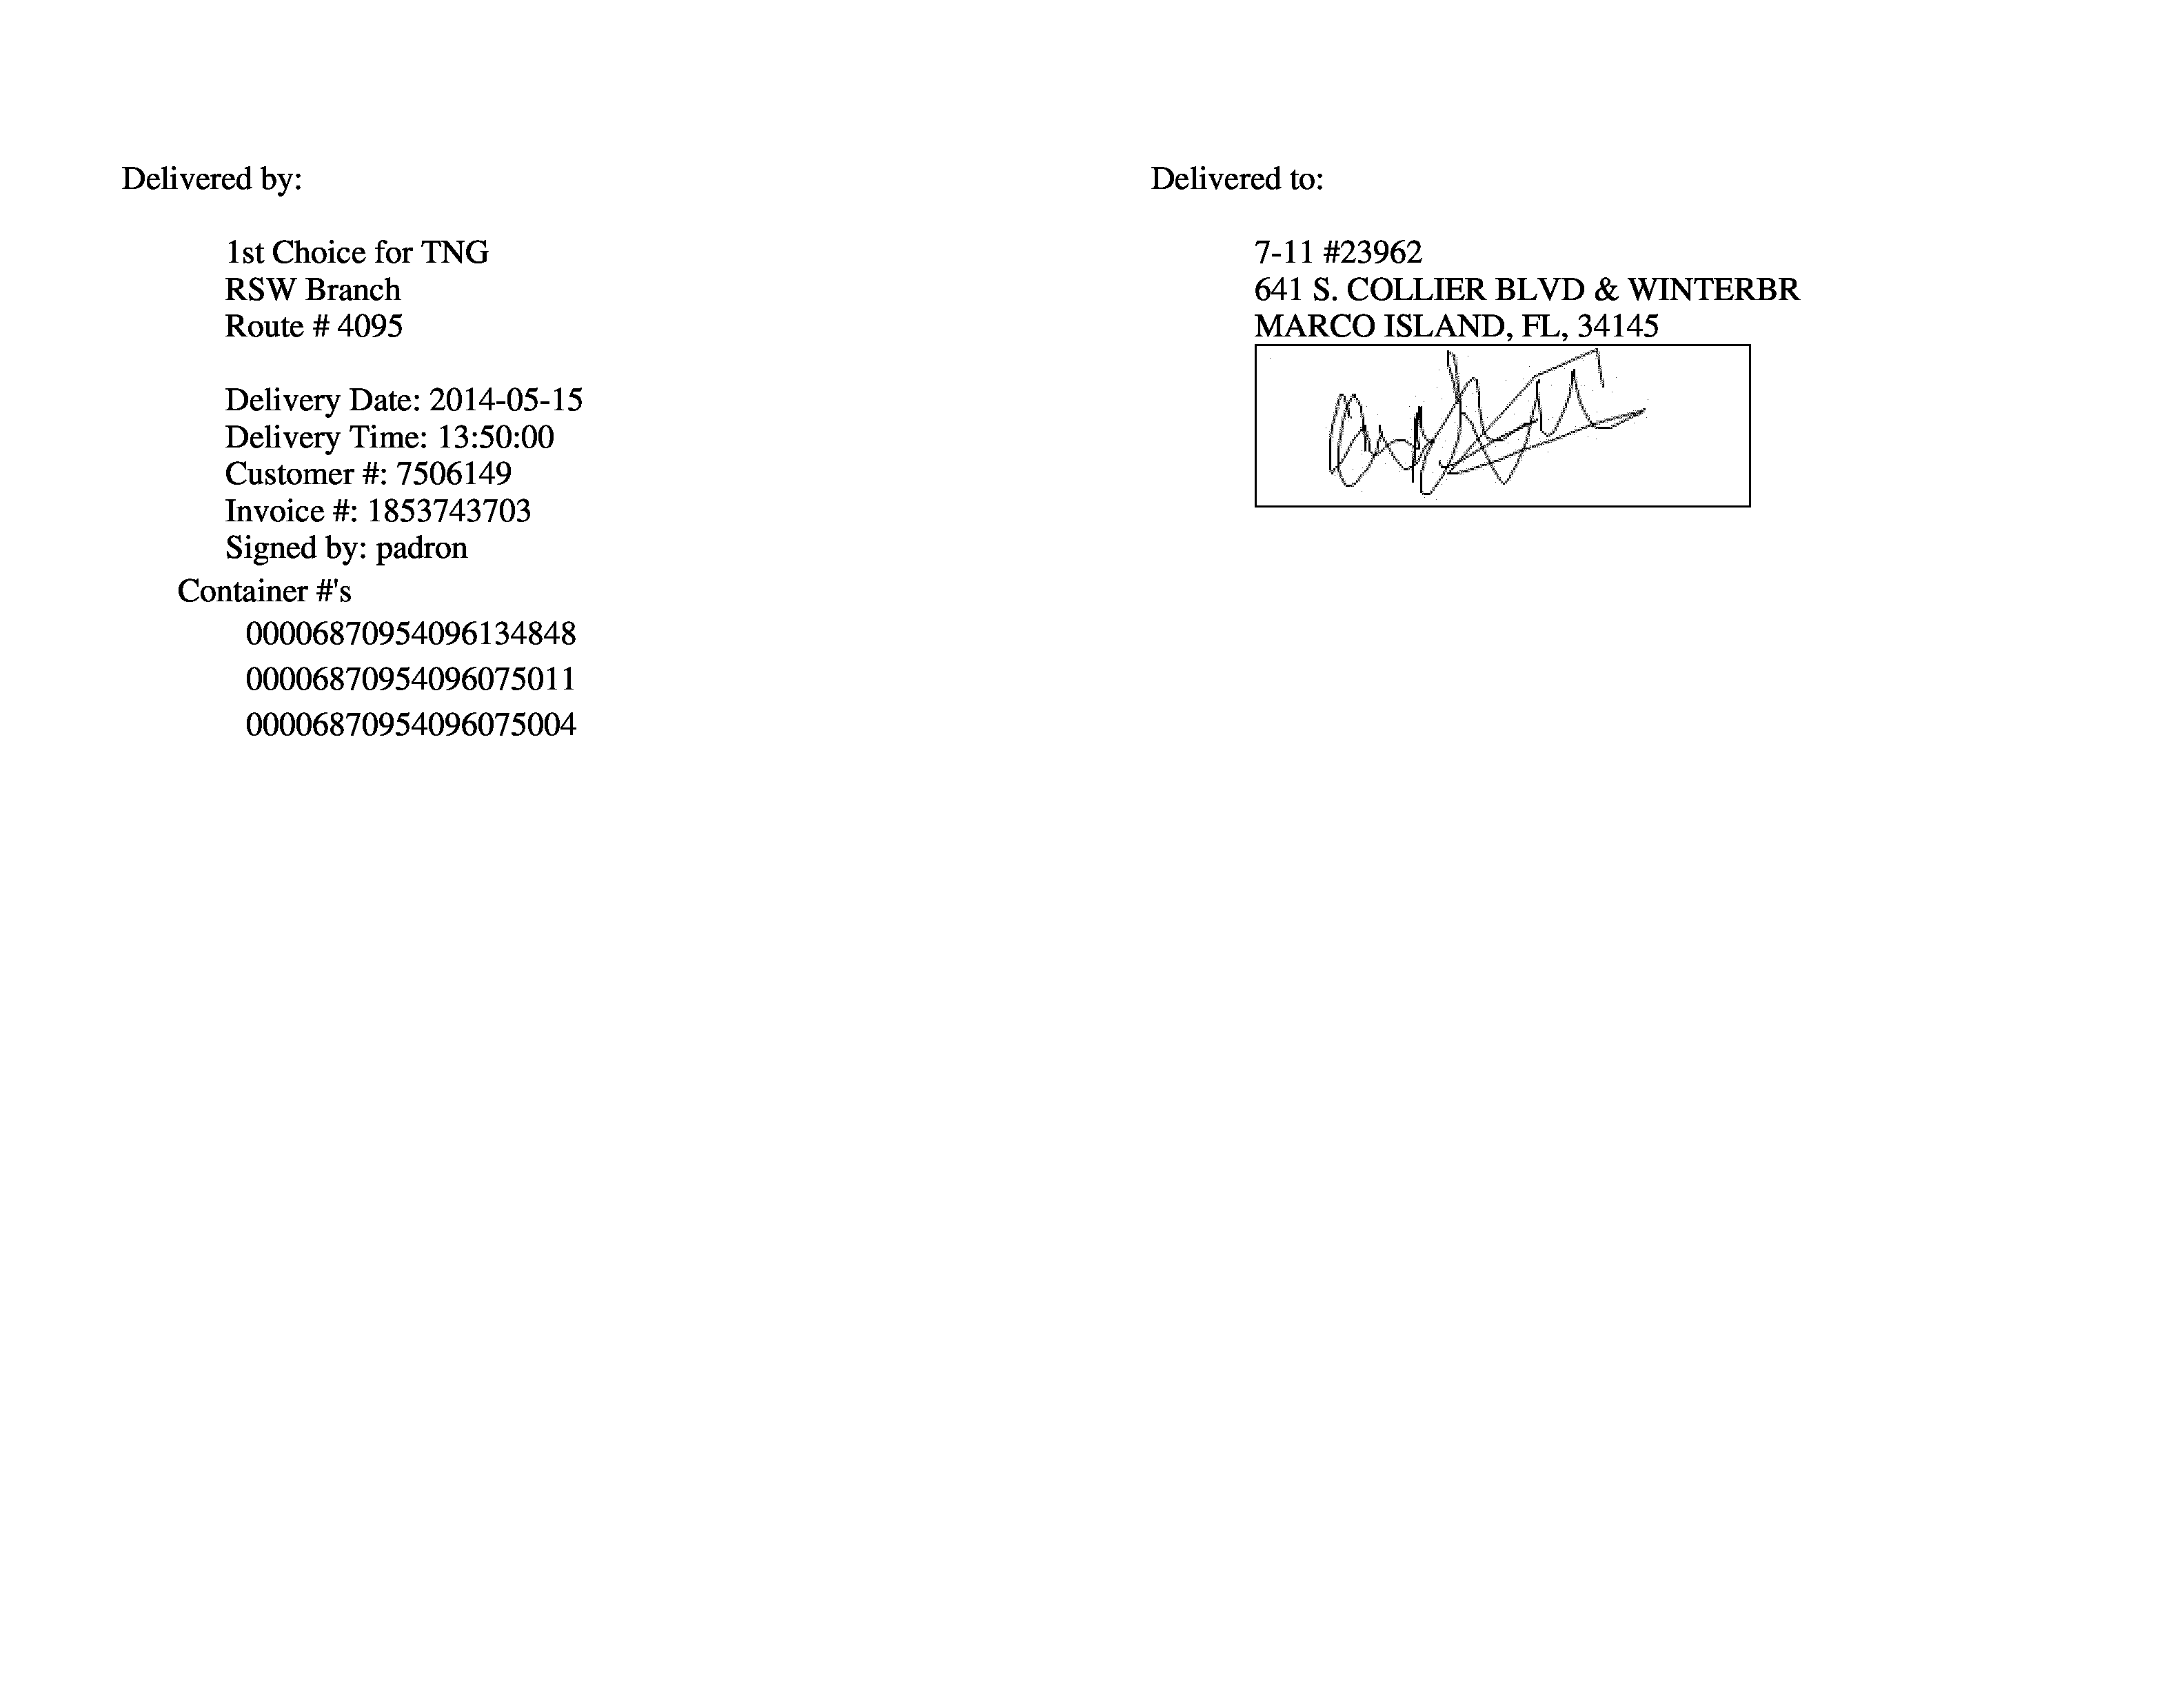 Delivered by:
1st Choice for TNG
RSW Branch
Route # 4095
Delivery Date: 2014-05-15
Delivery Time: 13:50:00
Customer #: 7506149
Invoice #: 1853743703
Signed by: padron
Container #'s
00006870954096134848
00006870954096075011
00006870954096075004
Delivered to:
7-11 #23962
641 S. COLLIER BLVD & WINTERBR
MARCO ISLAND, FL, 34145